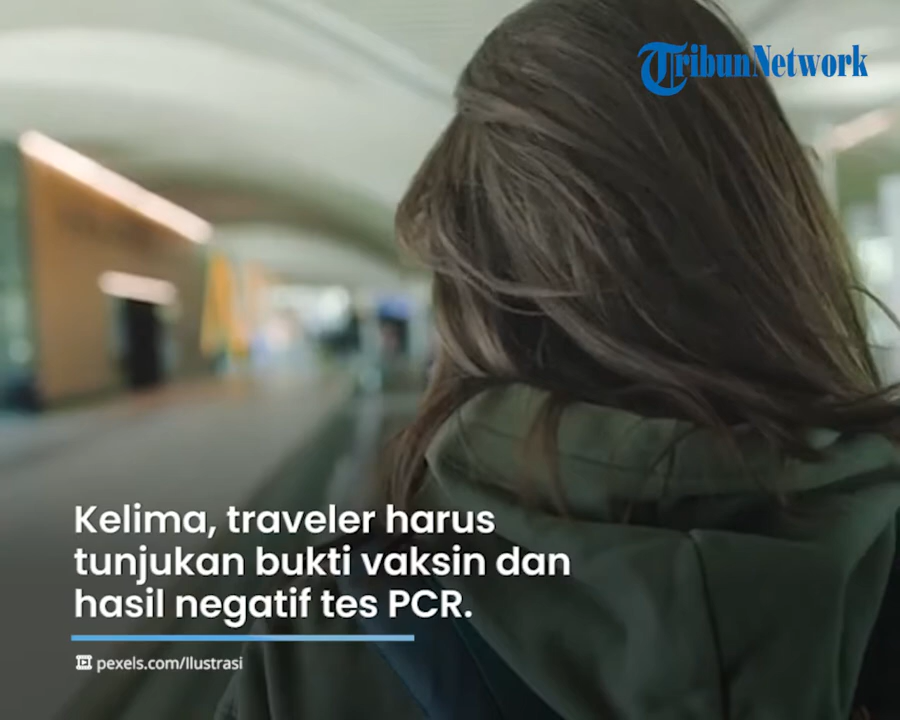 TribunNetwork
Kelima, traveler harus
tunjukan bukti vaksin dan
hasil negatif tes PCR.
pexels.com/Ilustrasi